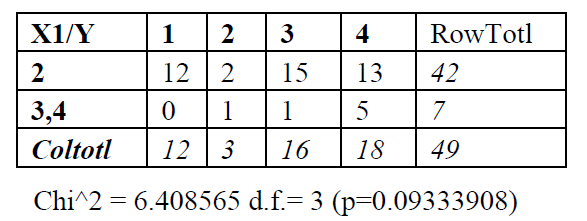 X1/Y 1 2 3 4 RowTotl
2 12 2 15 13 42
3,4 0 1 1 5 7
Coltotl 12 3 16 18 49
Chi^2 = 6.408565 d.f.= 3 (p=0.09333908)